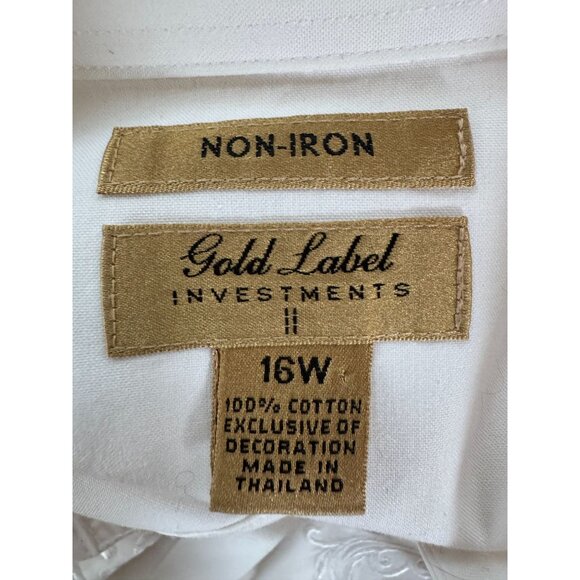 NON-IRON
Gold Label
INVESTMENTS
II
16W
100% COTTON
EXCLUSIVE OF
DECORATION
MADE IN
THAILAND